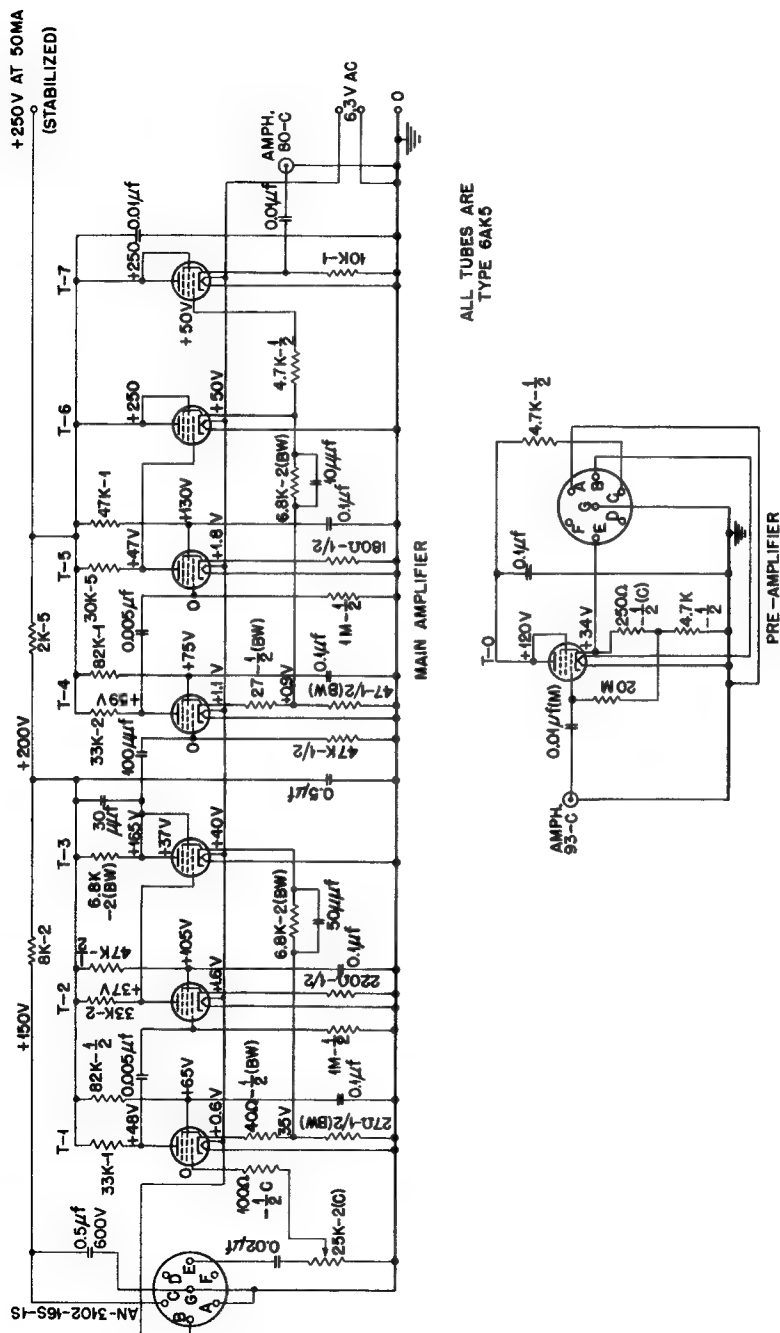 +250V AT 50MA
(STABILIZED)
+200V
+150V
2K-5
8K-2
T-1
T-2
T-3
T-4
T-5
T-6
T-7
AN-3102-16S-1S
A
B
C
D
E
F
G
0.5µf
600V
0.02µf
25K-2(C)
100Ω
-1/2 C
33K-1
+48V
82K-1/2
+65V
0
+0.6V
40Ω-1/2(BW)
.35V
27Ω-1/2(BW)
0.1µf
0.005µf
1M-1/2
33K-2
+37V
47K-1/2
+105V
+1.6V
220Ω-1/2
0.1µf
6.8K-2(BW)
50µµf
6.8K
-2(BW)
30
µµf
+165V
+37V
+40V
0.5µf
100µµf
47K-1/2
33K-2
+59V
82K-1
+75V
0
+1.1V
27-1/2(BW)
+0.9V
47-1/2(BW)
0.1µf
0.005µf
1M-1/2
30K-5
+47V
47K-1
+130V
0
+1.8V
180Ω-1/2
0.1µf
6.8K-2(BW)
10µµf
+250
+50V
4.7K-1/2
+250
0.01µf
+50V
10K-1
0.01µf
AMPH.
80-C
6.3V AC
0
MAIN AMPLIFIER
ALL TUBES ARE
TYPE 6AK5
T-0
+120V
+34V
0.1µf
4.7K-1/2
AMPH.
93-C
0.01µf(M)
20M
250Ω
-1/2(C)
4.7K
-1/2
A
B
C
D
E
F
G
PRE-AMPLIFIER